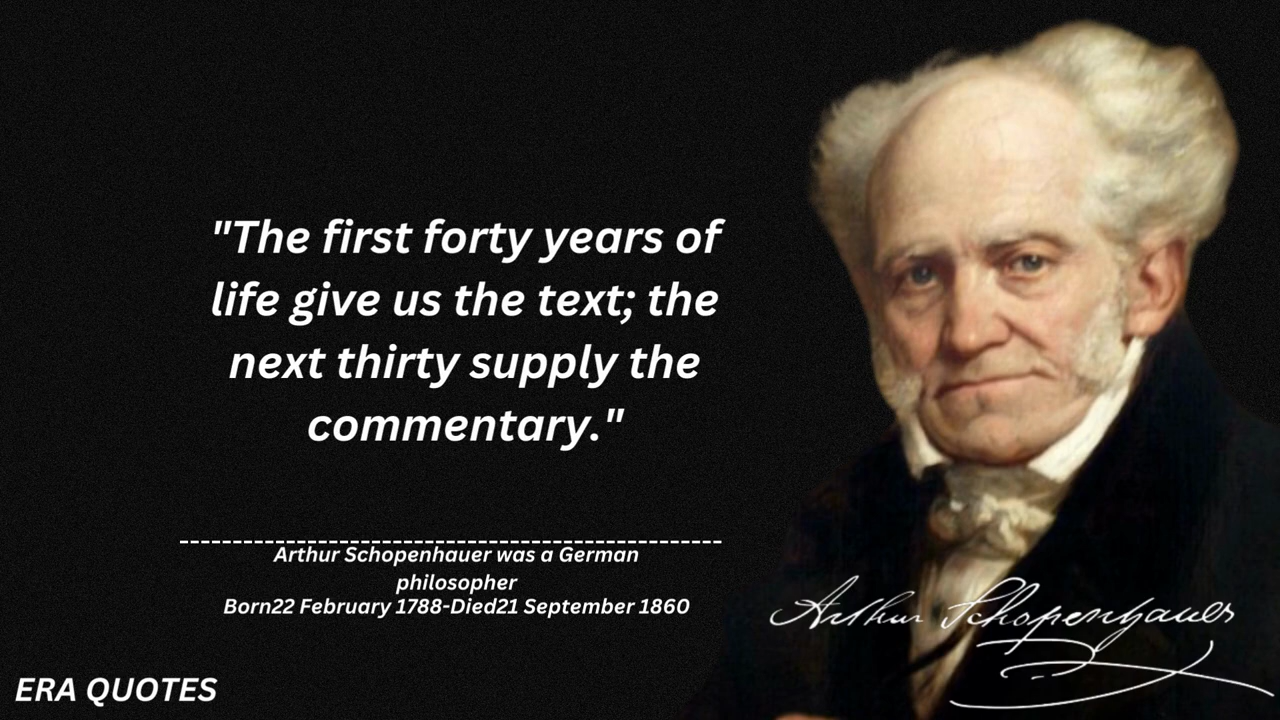 "The first forty years of
life give us the text; the
next thirty supply the
commentary."
Arthur Schopenhauer was a German
philosopher
Born22 February 1788-Died21 September 1860
Arthur Schopenhauer
ERA QUOTES